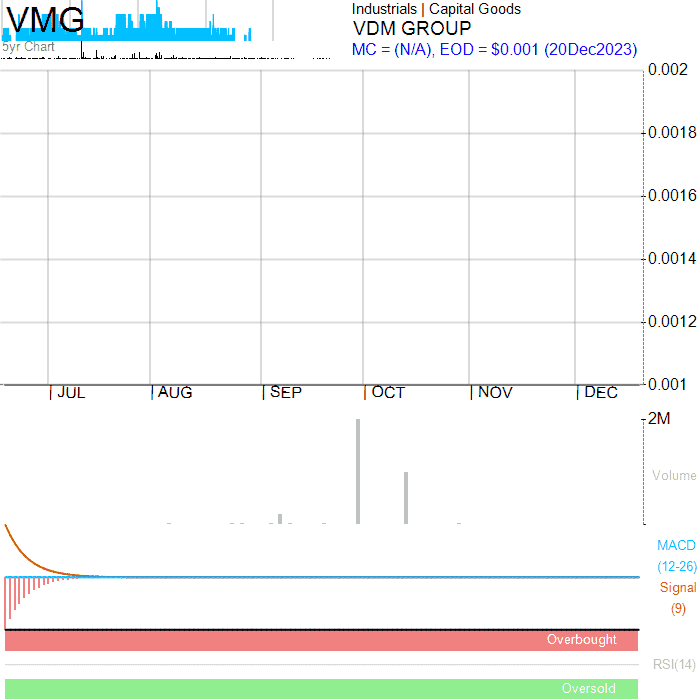 VMG
5yr Chart
Industrials | Capital Goods
VDM GROUP
MC = (N/A), EOD = $0.001 (20Dec2023)
0.002
0.0018
0.0016
0.0014
0.0012
0.001
JUL AUG SEP OCT NOV DEC
2M
Volume
MACD
(12-26)
Signal
(9)
Overbought
RSI(14)
Oversold